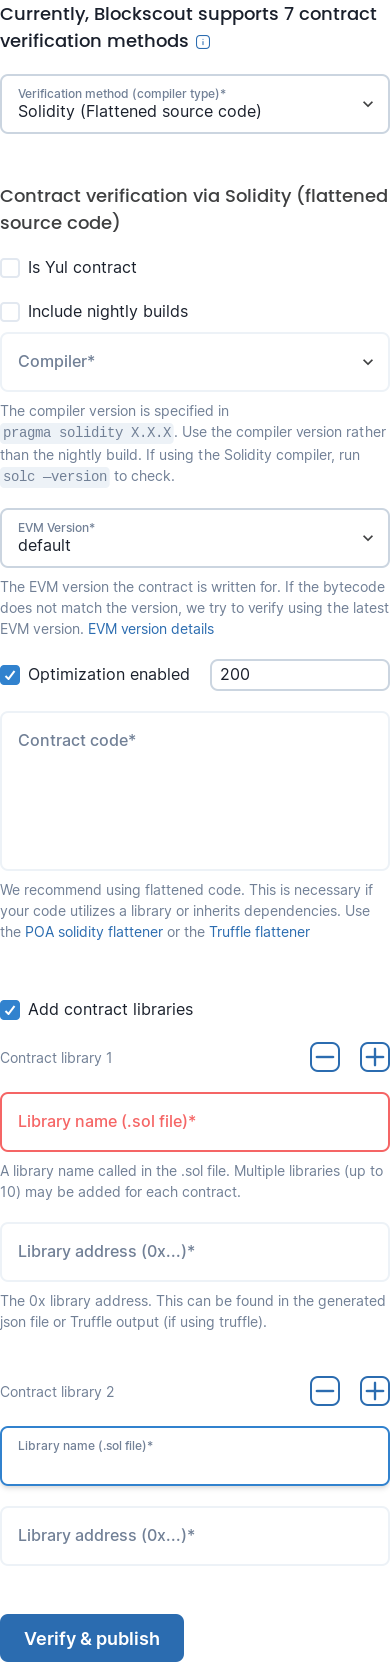 Currently, Blockscout supports 7 contract
verification methods
Verification method (compiler type)*
Solidity (Flattened source code)
Contract verification via Solidity (flattened
source code)
Is Yul contract
Include nightly builds
Compiler*
The compiler version is specified in
pragma solidity X.X.X. Use the compiler version rather
than the nightly build. If using the Solidity compiler, run
solc —version to check.
EVM Version*
default
The EVM version the contract is written for. If the bytecode
does not match the version, we try to verify using the latest
EVM version. EVM version details
Optimization enabled 200
Contract code*
We recommend using flattened code. This is necessary if
your code utilizes a library or inherits dependencies. Use
the POA solidity flattener or the Truffle flattener
Add contract libraries
Contract library 1
Library name (.sol file)*
A library name called in the .sol file. Multiple libraries (up to
10) may be added for each contract.
Library address (0x...)*
The 0x library address. This can be found in the generated
json file or Truffle output (if using truffle).
Contract library 2
Library name (.sol file)*
Library address (0x...)*
Verify & publish